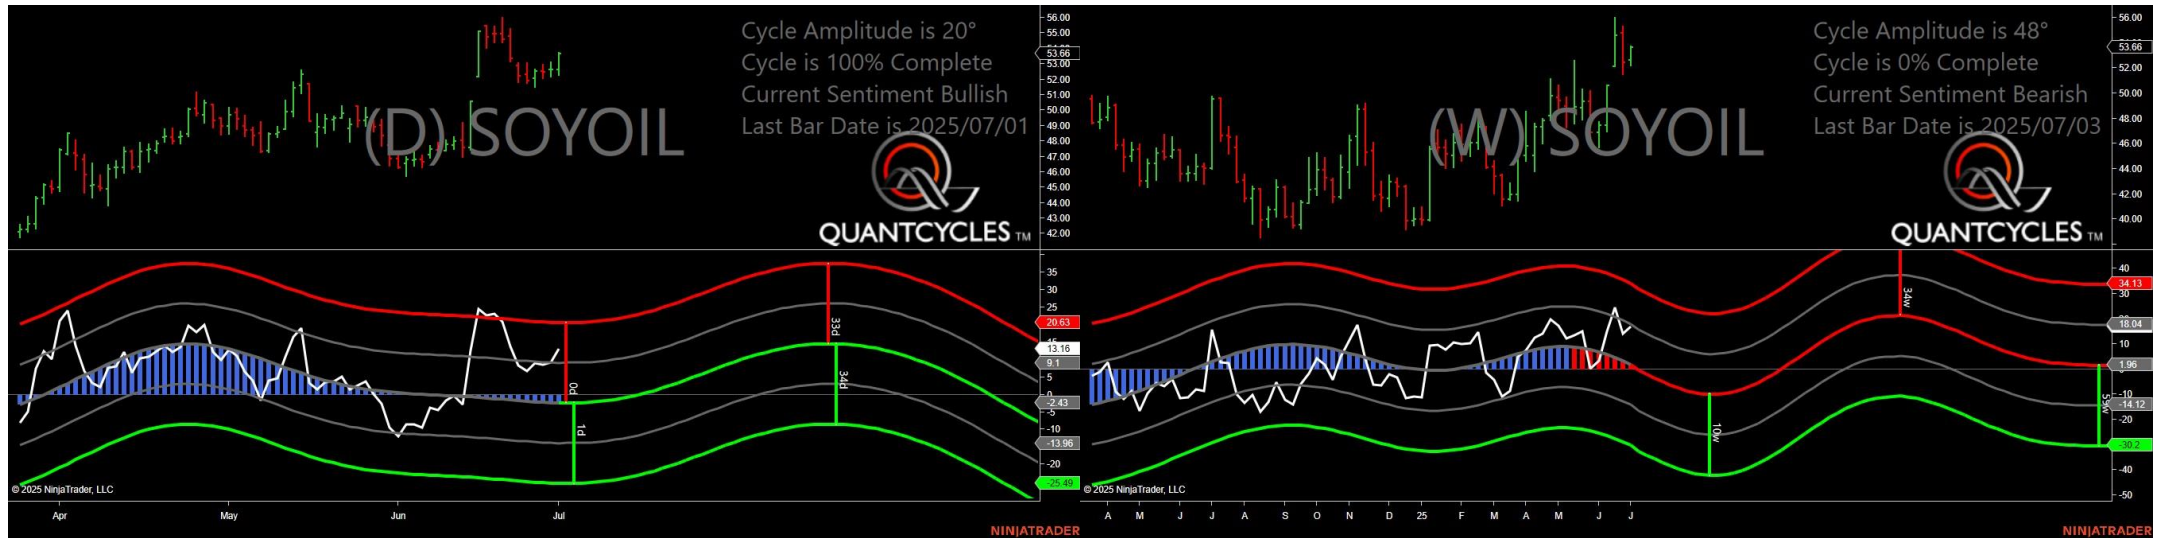 Cycle Amplitude is 20°
Cycle is 100% Complete
Current Sentiment Bullish
Last Bar Date is 2025/07/01
(D) SOYOIL
QUANTCYCLES TM
56.00
55.00
53.66
53.00
52.00
51.00
50.00
49.00
48.00
47.00
46.00
45.00
44.00
43.00
42.00
35
30
25
20.63
13.16
9.1
5
-2.43
-5
-10
-13.96
-20
-25.49
0d
1d
33d
34d
© 2025 NinjaTrader, LLC
Apr May Jun Jul
NINJATRADER
Cycle Amplitude is 48°
Cycle is 0% Complete
Current Sentiment Bearish
Last Bar Date is 2025/07/03
(W) SOYOIL
QUANTCYCLES TM
56.00
53.66
52.00
50.00
48.00
46.00
44.00
42.00
40.00
40
34.13
30
18.04
10
1.96
-10
-14.12
-20
-30.2
-40
-50
10w
34w
© 2025 NinjaTrader, LLC
A M J J A S O N D 25 F M A M J J
NINJATRADER